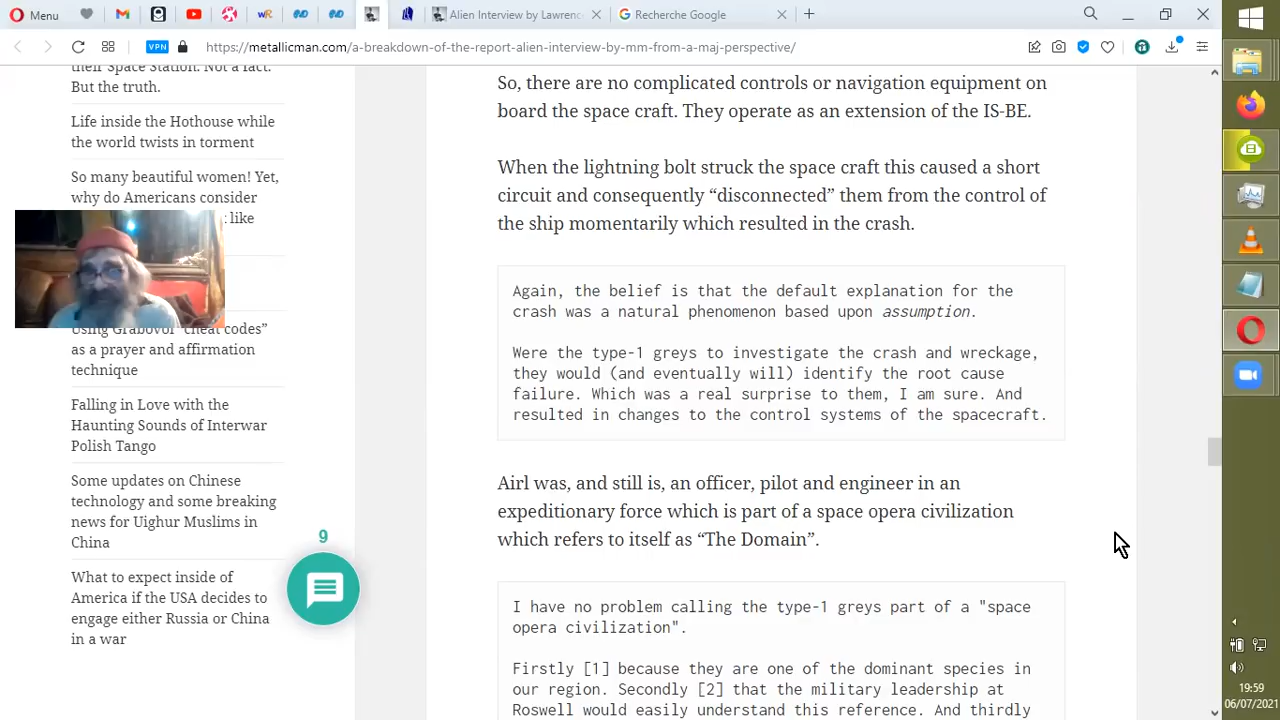 Menu
Alien Interview by Lawrenc
Recherche Google
VPN
https://metallicman.com/a-breakdown-of-the-report-alien-interview-by-mm-from-a-maj-perspective/
their Space Station. Not a fact.
But the truth.
Life inside the Hothouse while
the world twists in torment
So many beautiful women! Yet,
why do Americans consider
like
Using Grabovoi “cheat codes”
as a prayer and affirmation
technique
Falling in Love with the
Haunting Sounds of Interwar
Polish Tango
Some updates on Chinese
technology and some breaking
news for Uighur Muslims in
China
What to expect inside of
America if the USA decides to
engage either Russia or China
in a war
9
So, there are no complicated controls or navigation equipment on
board the space craft. They operate as an extension of the IS-BE.
When the lightning bolt struck the space craft this caused a short
circuit and consequently “disconnected” them from the control of
the ship momentarily which resulted in the crash.
Again, the belief is that the default explanation for the
crash was a natural phenomenon based upon assumption.
Were the type-1 greys to investigate the crash and wreckage,
they would (and eventually will) identify the root cause
failure. Which was a real surprise to them, I am sure. And
resulted in changes to the control systems of the spacecraft.
Airl was, and still is, an officer, pilot and engineer in an
expeditionary force which is part of a space opera civilization
which refers to itself as “The Domain”.
I have no problem calling the type-1 greys part of a "space
opera civilization".
Firstly [1] because they are one of the dominant species in
our region. Secondly [2] that the military leadership at
Roswell would easily understand this reference. And thirdly
19:59
06/07/2021